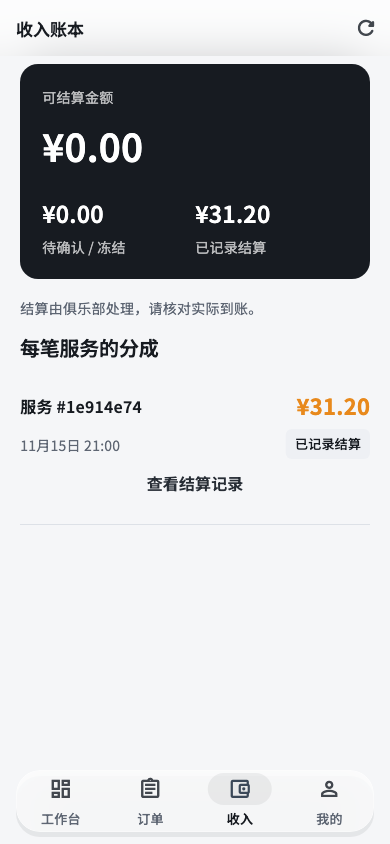 收入账本
可结算金额
¥0.00
¥0.00 ¥31.20
待确认 / 冻结 已记录结算
结算由俱乐部处理，请核对实际到账。
每笔服务的分成
服务 #1e914e74 ¥31.20
11月15日 21:00 已记录结算
查看结算记录
工作台 订单 收入 我的